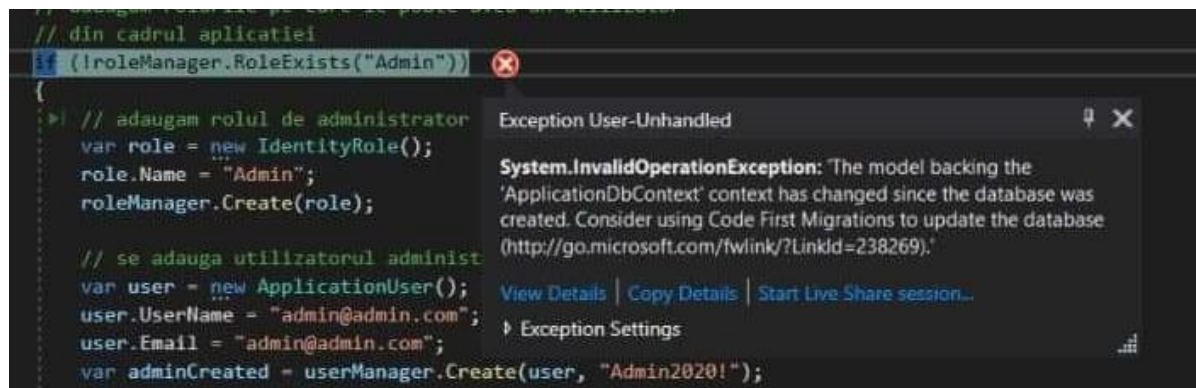 // din cadrul aplicatiei
if (!roleManager.RoleExists("Admin"))
{
// adaugam rolul de administrator
var role = new IdentityRole();
role.Name = "Admin";
roleManager.Create(role);
// se adauga utilizatorul administ
var user = new ApplicationUser();
user.UserName = "admin@admin.com";
user.Email = "admin@admin.com";
var adminCreated = userManager.Create(user, "Admin2020!");
Exception User-Unhandled
System.InvalidOperationException: 'The model backing the
'ApplicationDbContext' context has changed since the database was
created. Consider using Code First Migrations to update the database
(http://go.microsoft.com/fwlink/?LinkId=238269).'
View Details | Copy Details | Start Live Share session...
Exception Settings